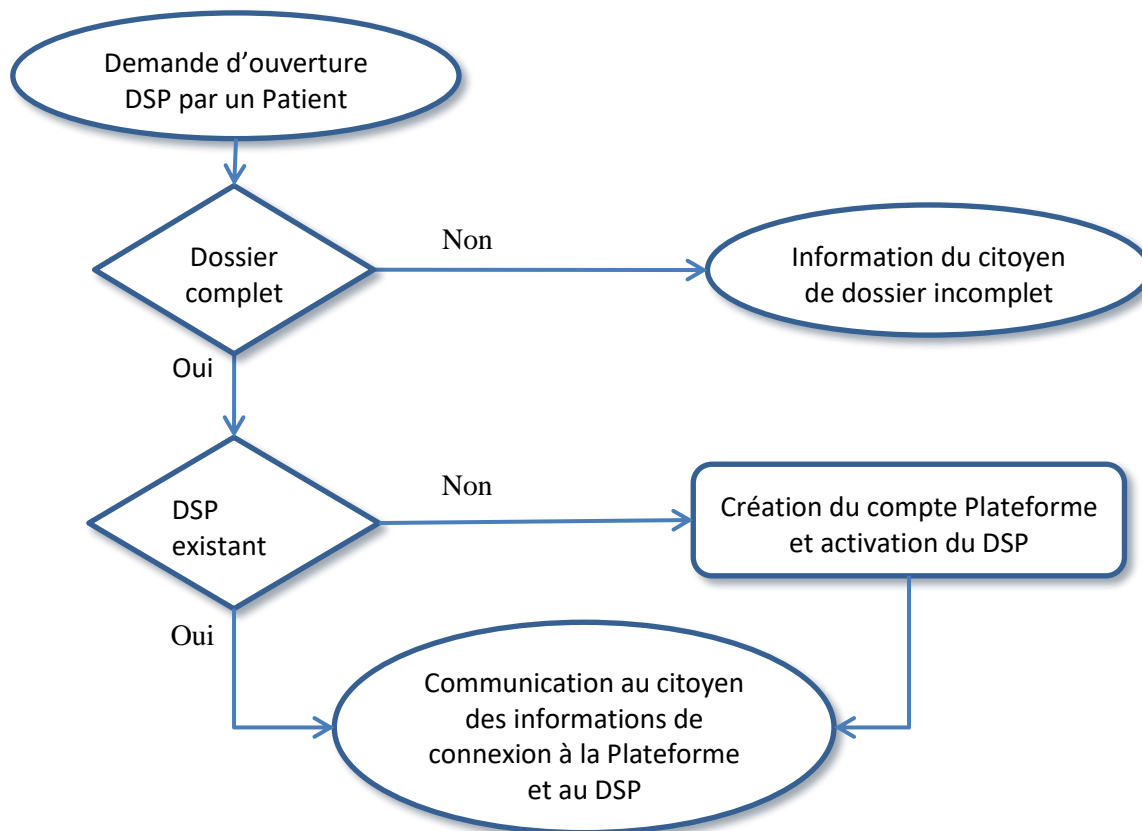 Demande d’ouverture
DSP par un Patient
Dossier
complet
Non
Information du citoyen
de dossier incomplet
Oui
DSP
existant
Non
Création du compte Plateforme
et activation du DSP
Oui
Communication au citoyen
des informations de
connexion à la Plateforme
et au DSP